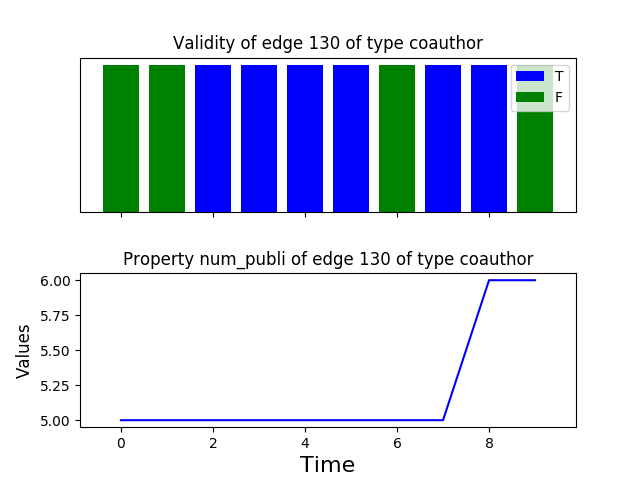 Validity of edge 130 of type coauthor
T
F
Property num_publi of edge 130 of type coauthor
6.00
5.75
5.50
5.25
5.00
Values
0 2 4 6 8
Time